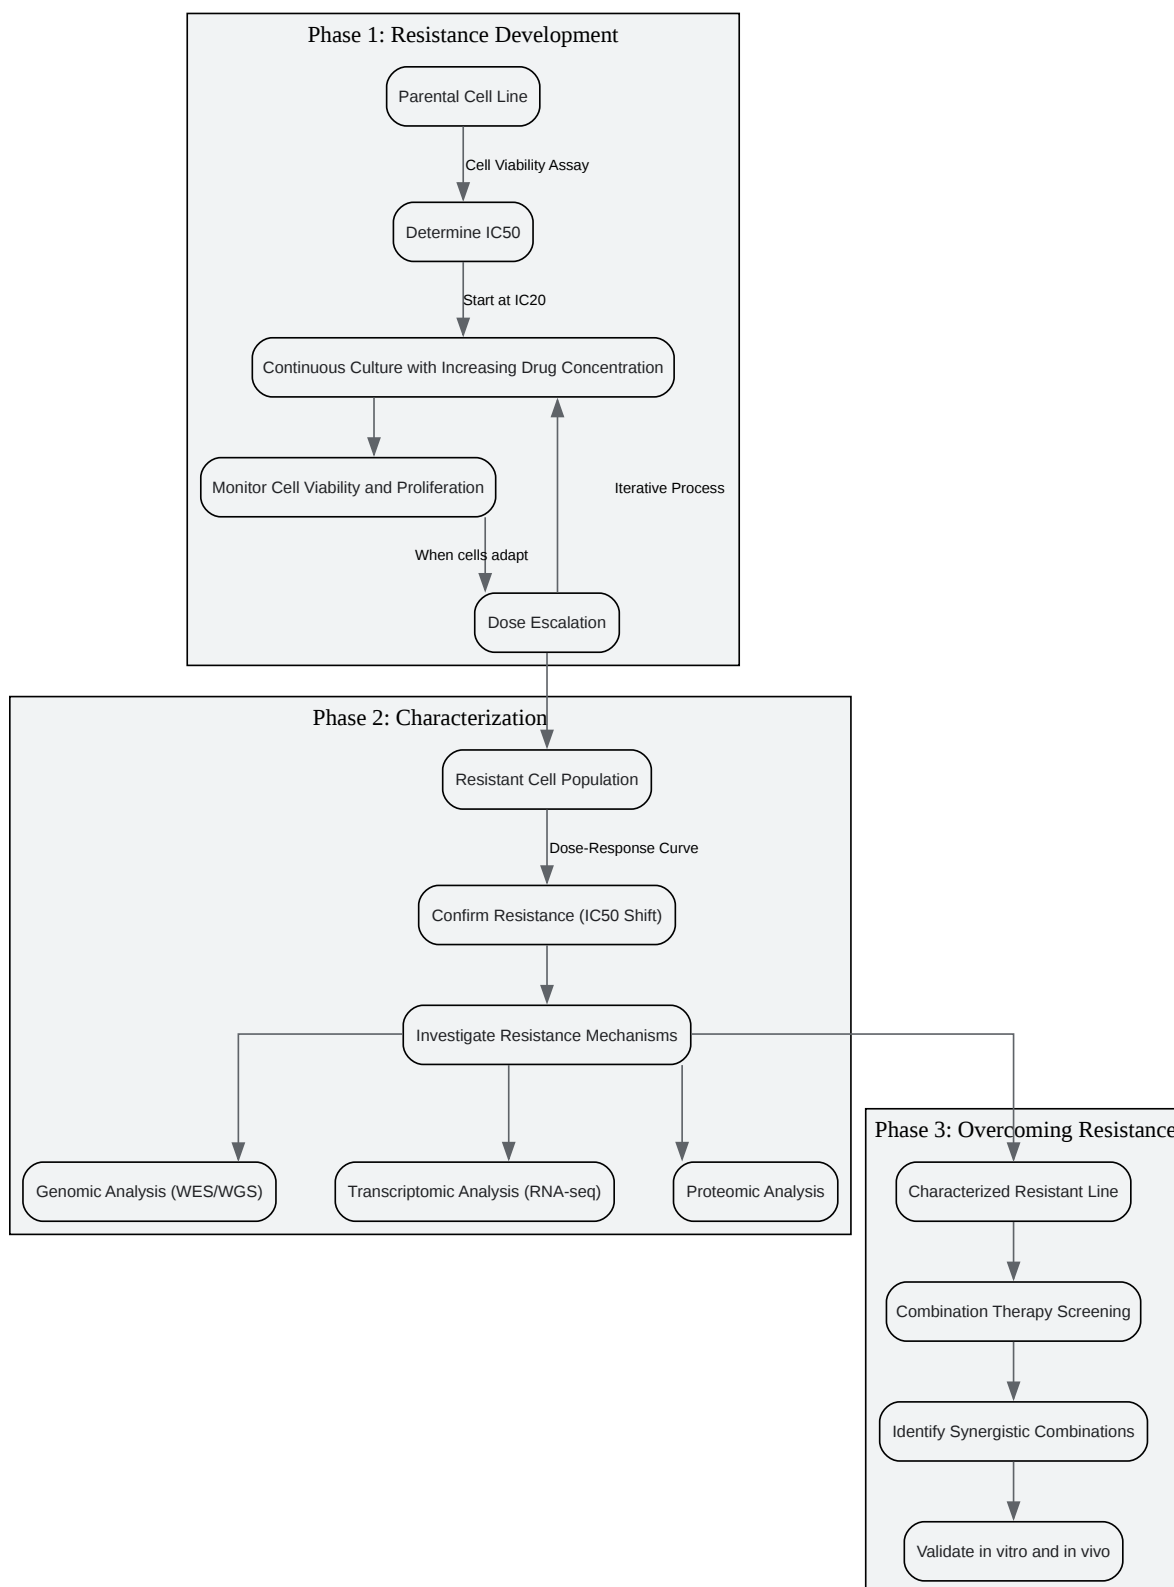 Phase 1: Resistance Development
Parental Cell Line
Cell Viability Assay
Determine IC50
Start at IC20
Continuous Culture with Increasing Drug Concentration
Monitor Cell Viability and Proliferation
Iterative Process
When cells adapt
Dose Escalation
Phase 2: Characterization
Resistant Cell Population
Dose-Response Curve
Confirm Resistance (IC50 Shift)
Investigate Resistance Mechanisms
Genomic Analysis (WES/WGS)
Transcriptomic Analysis (RNA-seq)
Proteomic Analysis
Phase 3: Overcoming Resistance
Characterized Resistant Line
Combination Therapy Screening
Identify Synergistic Combinations
Validate in vitro and in vivo